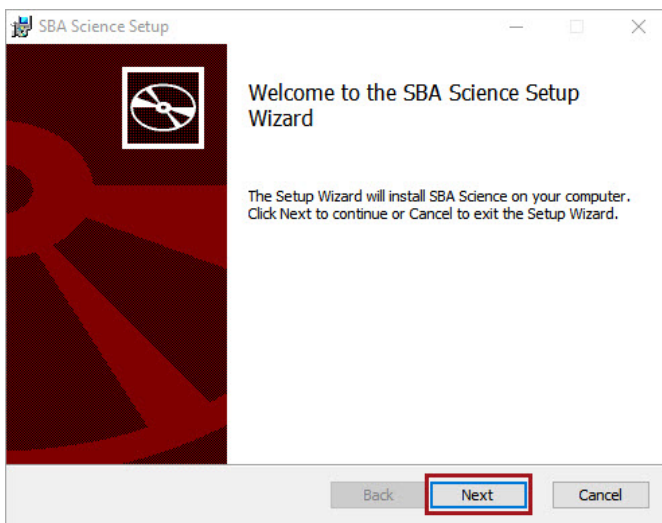 SBA Science Setup
Welcome to the SBA Science Setup
Wizard
The Setup Wizard will install SBA Science on your computer.
Click Next to continue or Cancel to exit the Setup Wizard.
Back Next Cancel